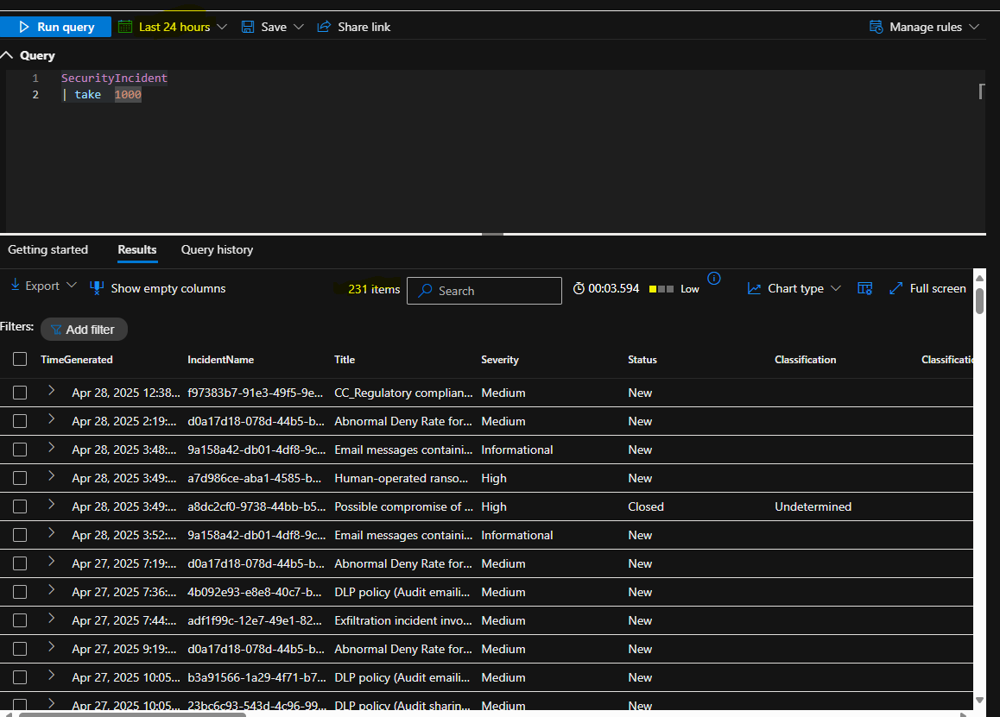 Run query Last 24 hours Save Share link Manage rules
Query
1 SecurityIncident
2 | take 1000
Getting started Results Query history
Export Show empty columns 231 items Search 00:03.594 Low Chart type Full screen
Filters: Add filter
TimeGenerated IncidentName Title Severity Status Classification Classificatio
Apr 28, 2025 12:38... f97383b7-91e3-49f5-9e... CC_Regulatory complian... Medium New
Apr 28, 2025 2:19:... d0a17d18-078d-44b5-b... Abnormal Deny Rate for... Medium New
Apr 28, 2025 3:48:... 9a158a42-db01-4df8-9c... Email messages containi... Informational New
Apr 28, 2025 3:49:... a7d986ce-aba1-4585-b... Human-operated ranso... High New
Apr 28, 2025 3:49:... a8dc2cf0-9738-44bb-b5... Possible compromise of ... High Closed Undetermined
Apr 28, 2025 3:52:... 9a158a42-db01-4df8-9c... Email messages containi... Informational New
Apr 27, 2025 7:19:... d0a17d18-078d-44b5-b... Abnormal Deny Rate for... Medium New
Apr 27, 2025 7:36:... 4b092e93-e8e8-40c7-b... DLP policy (Audit emaili... Medium New
Apr 27, 2025 7:44:... adf1f99c-12e7-49e1-82... Exfiltration incident invo... Medium New
Apr 27, 2025 9:19:... d0a17d18-078d-44b5-b... Abnormal Deny Rate for... Medium New
Apr 27, 2025 10:05... b3a91566-1a29-4f71-b7... DLP policy (Audit emaili... Medium New
Apr 27, 2025 10:05... 23bc6c93-543d-4c96-99... DLP policy (Audit sharin... Medium New